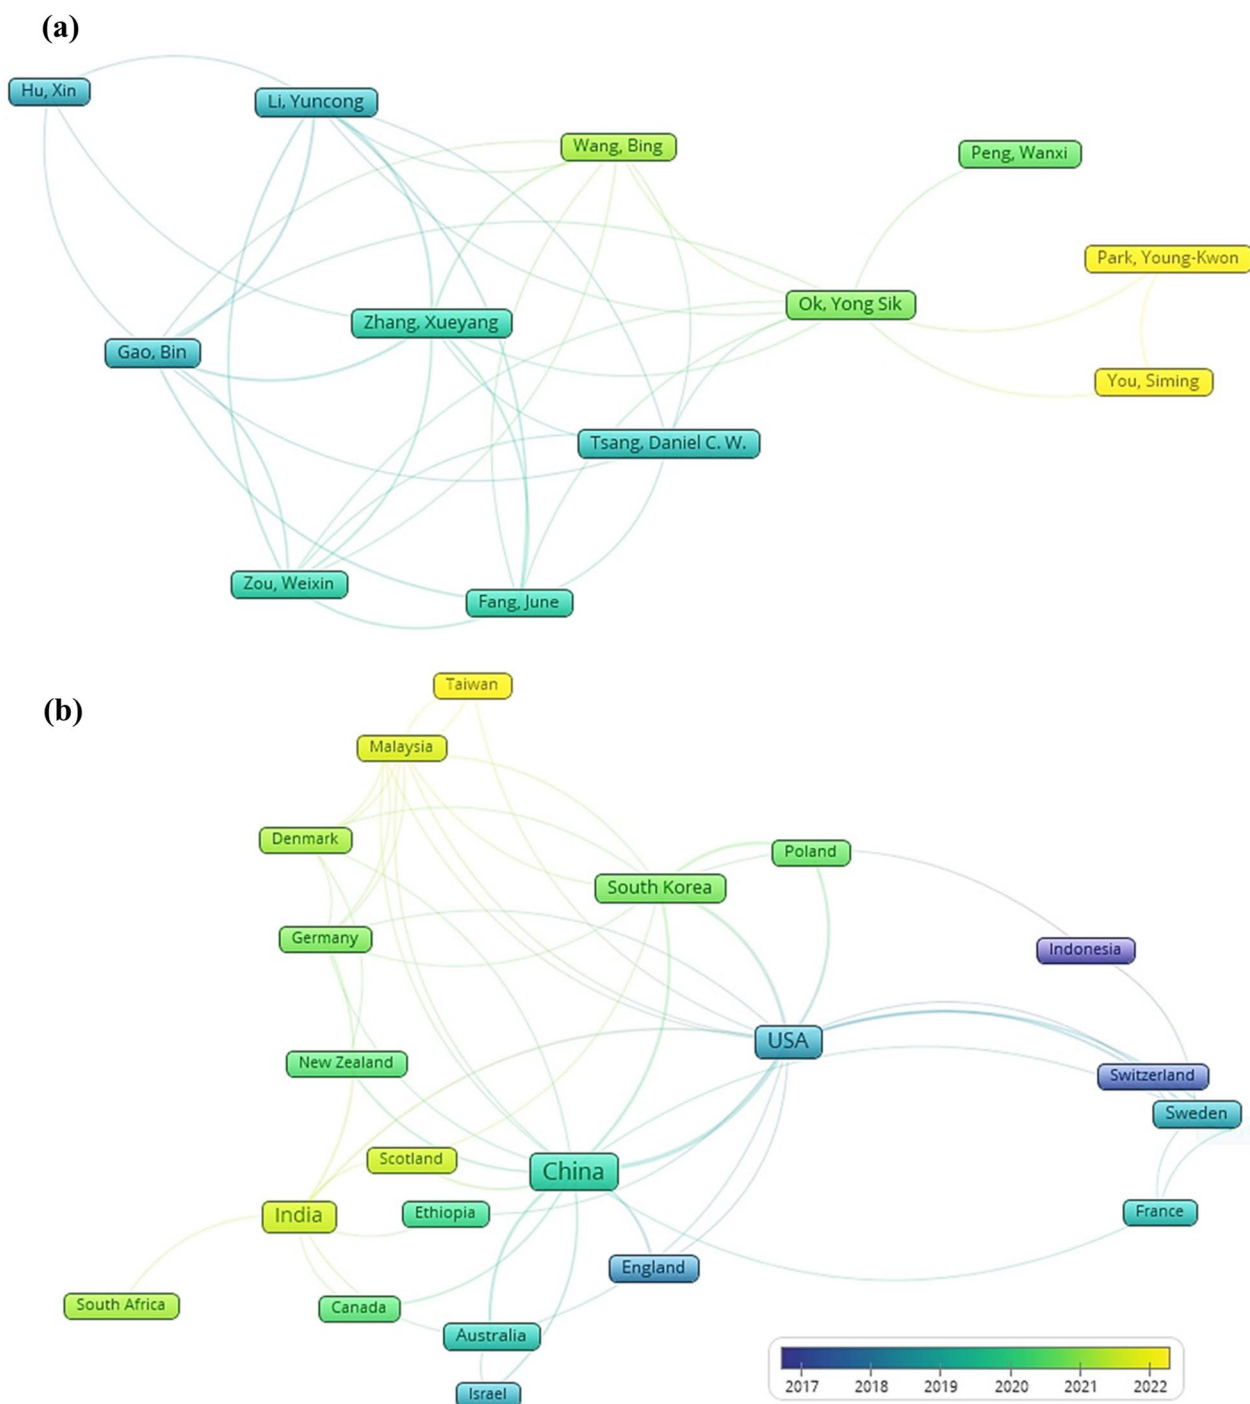 (a)
Hu, Xin
Li, Yuncong
Wang, Bing
Peng, Wanxi
Park, Young-Kwon
Ok, Yong Sik
Zhang, Xueyang
Gao, Bin
You, Siming
Tsang, Daniel C. W.
Zou, Weixin
Fang, June
(b)
Taiwan
Malaysia
Denmark
Poland
South Korea
Germany
Indonesia
USA
New Zealand
Switzerland
Sweden
Scotland
China
India
Ethiopia
France
England
South Africa
Canada
Australia
Israel
2017 2018 2019 2020 2021 2022